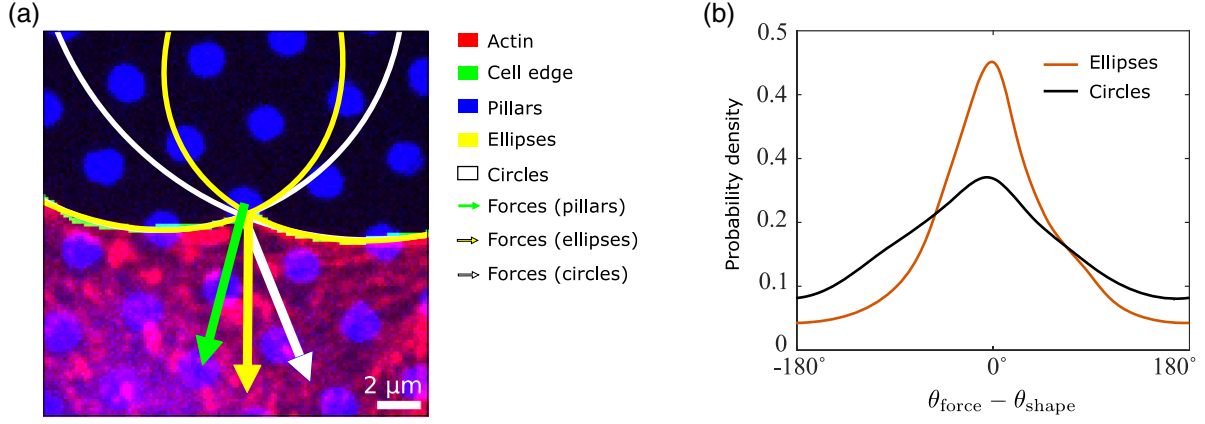 (a)
Actin
Cell edge
Pillars
Ellipses
Circles
Forces (pillars)
Forces (ellipses)
Forces (circles)
2 µm
(b)
Probability density
0.5
0.4
0.4
0.2
0.1
0
-180°
0°
180°
Ellipses
Circles
θforce − θshape